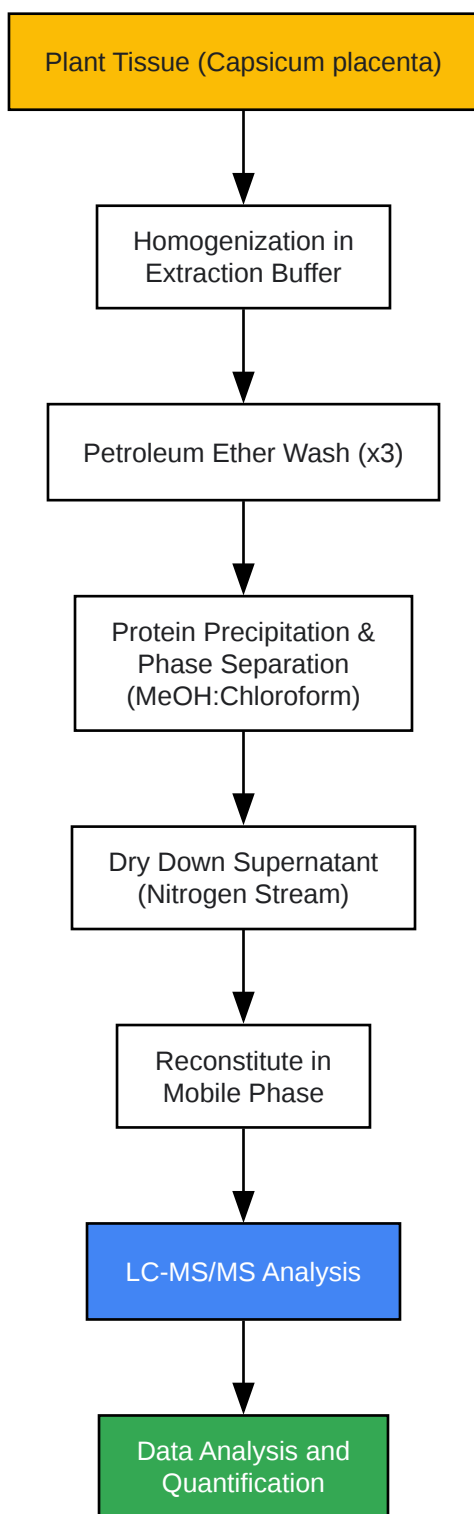 Plant Tissue (Capsicum placenta)
Homogenization in
Extraction Buffer
Petroleum Ether Wash (x3)
Protein Precipitation &
Phase Separation
(MeOH:Chloroform)
Dry Down Supernatant
(Nitrogen Stream)
Reconstitute in
Mobile Phase
LC-MS/MS Analysis
Data Analysis and
Quantification